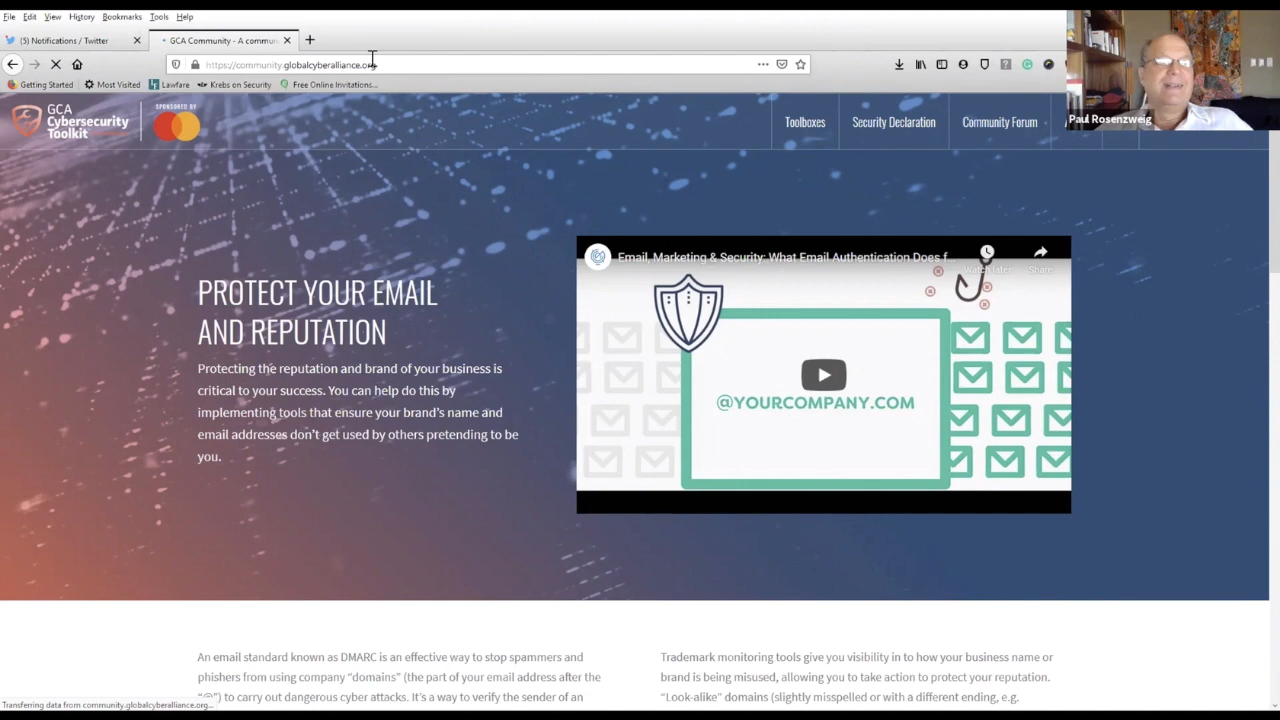 File Edit View History Bookmarks Tools Help
(5) Notifications / Twitter
GCA Community - A commun
https://community.globalcyberalliance.org
Getting Started Most Visited Lawfare Krebs on Security Free Online Invitations...
GCA
Cybersecurity
Toolkit
SPONSORED BY
Toolboxes Security Declaration Community Forum
Paul Rosenzweig
PROTECT YOUR EMAIL
AND REPUTATION
Protecting the reputation and brand of your business is
critical to your success. You can help do this by
implementing tools that ensure your brand's name and
email addresses don't get used by others pretending to be
you.
Email, Marketing & Security: What Email Authentication Does f...
Watch later Share
@YOURCOMPANY.COM
An email standard known as DMARC is an effective way to stop spammers and
phishers from using company "domains" (the part of your email address after the
"@") to carry out dangerous cyber attacks. It's a way to verify the sender of an
Trademark monitoring tools give you visibility in to how your business name or
brand is being misused, allowing you to take action to protect your reputation.
"Look-alike" domains (slightly misspelled or with a different ending, e.g.
Transferring data from community.globalcyberalliance.org...